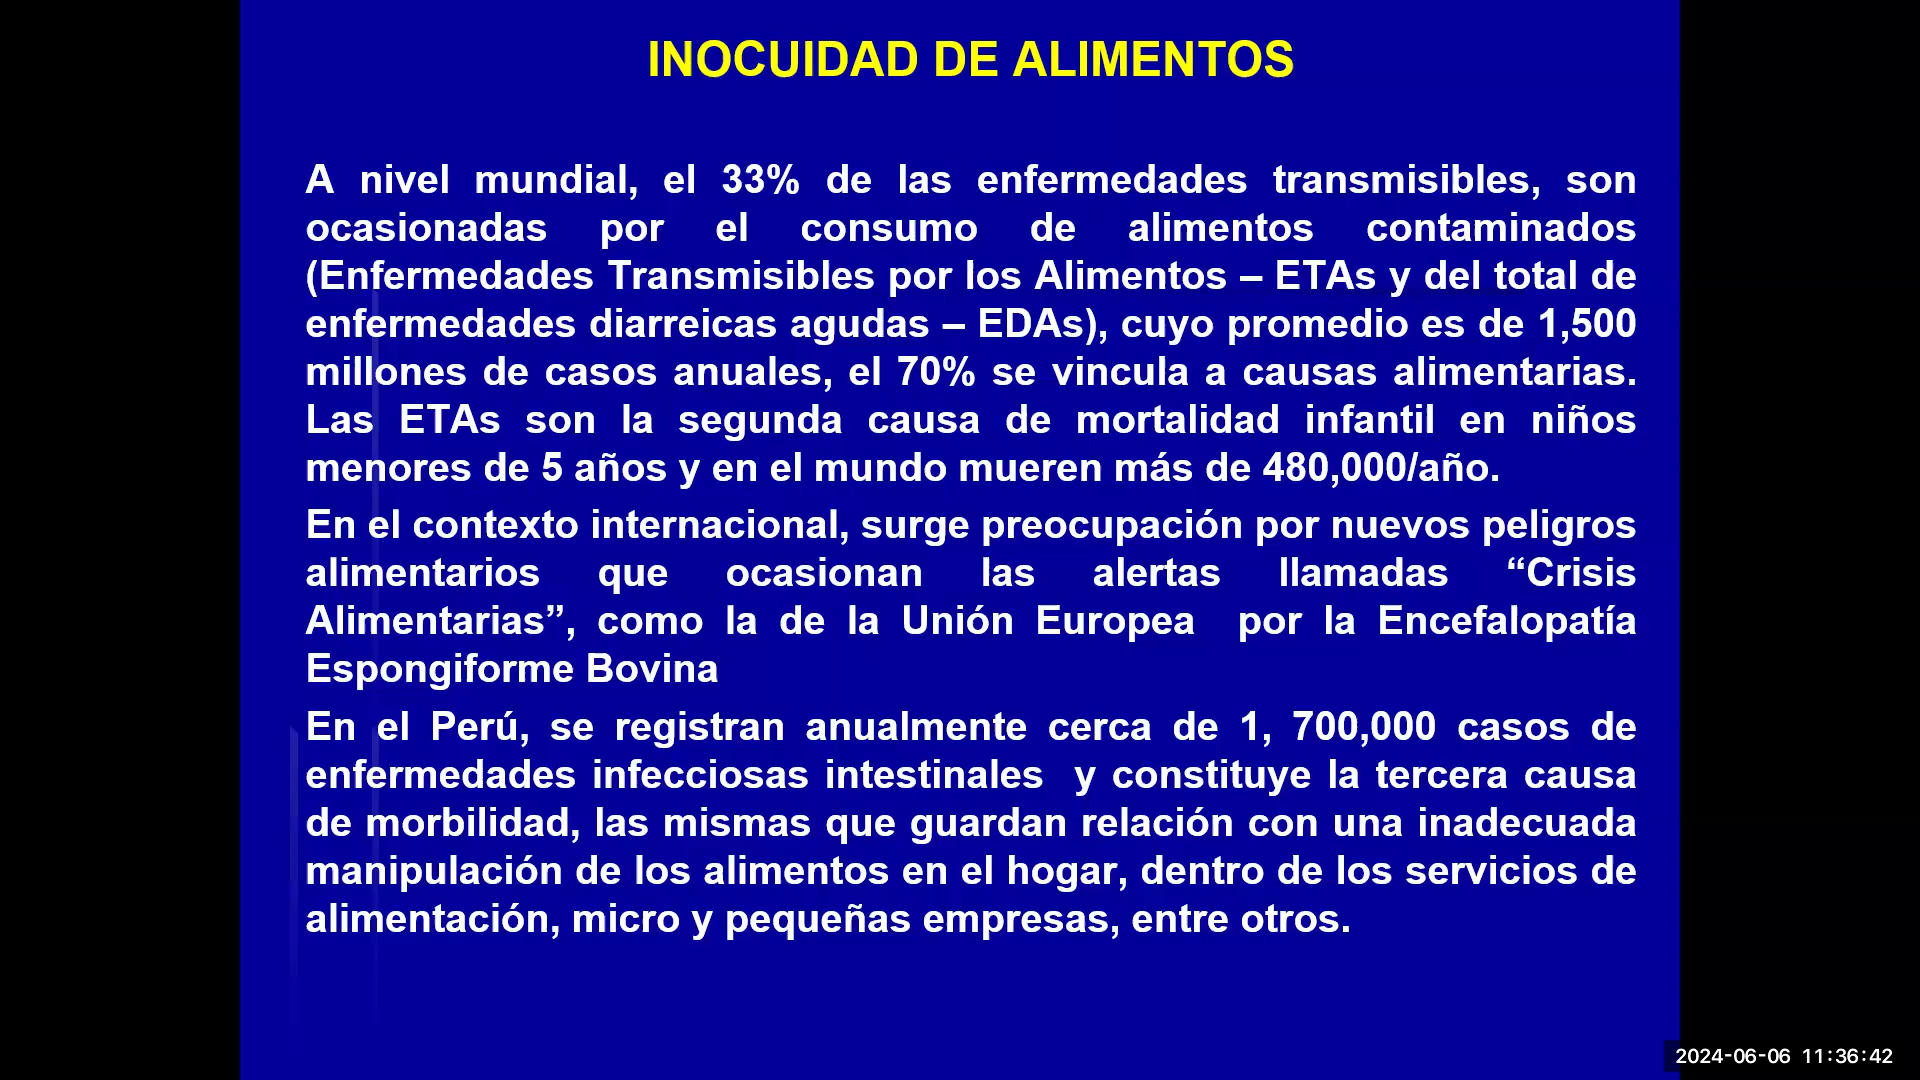 INOCUIDAD DE ALIMENTOS
A nivel mundial, el 33% de las enfermedades transmisibles, son
ocasionadas por el consumo de alimentos contaminados
(Enfermedades Transmisibles por los Alimentos – ETAs y del total de
enfermedades diarreicas agudas – EDAs), cuyo promedio es de 1,500
millones de casos anuales, el 70% se vincula a causas alimentarias.
Las ETAs son la segunda causa de mortalidad infantil en niños
menores de 5 años y en el mundo mueren más de 480,000/año.
En el contexto internacional, surge preocupación por nuevos peligros
alimentarios que ocasionan las alertas llamadas “Crisis
Alimentarias”, como la de la Unión Europea por la Encefalopatía
Espongiforme Bovina
En el Perú, se registran anualmente cerca de 1, 700,000 casos de
enfermedades infecciosas intestinales y constituye la tercera causa
de morbilidad, las mismas que guardan relación con una inadecuada
manipulación de los alimentos en el hogar, dentro de los servicios de
alimentación, micro y pequeñas empresas, entre otros.
2024-06-06 11:36:42